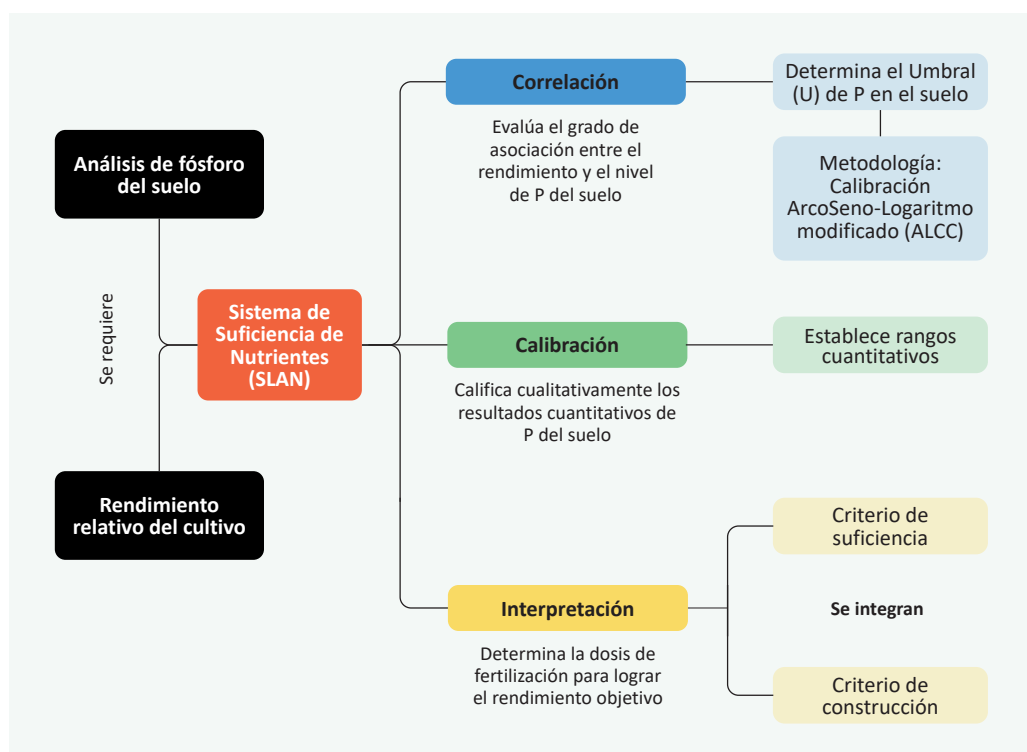 Análisis de fósforo
del suelo
Se requiere
Rendimiento
relativo del cultivo
Sistema de
Suficiencia de
Nutrientes
(SLAN)
Correlación
Evalúa el grado de
asociación entre el
rendimiento y el nivel
de P del suelo
Determina el Umbral
(U) de P en el suelo
Metodología:
Calibración
ArcoSeno-Logaritmo
modificado (ALCC)
Calibración
Califica cualitativamente los
resultados cuantitativos de
P del suelo
Establece rangos
cuantitativos
Interpretación
Determina la dosis de
fertilización para lograr
el rendimiento objetivo
Criterio de
suficiencia
Se integran
Criterio de
construcción